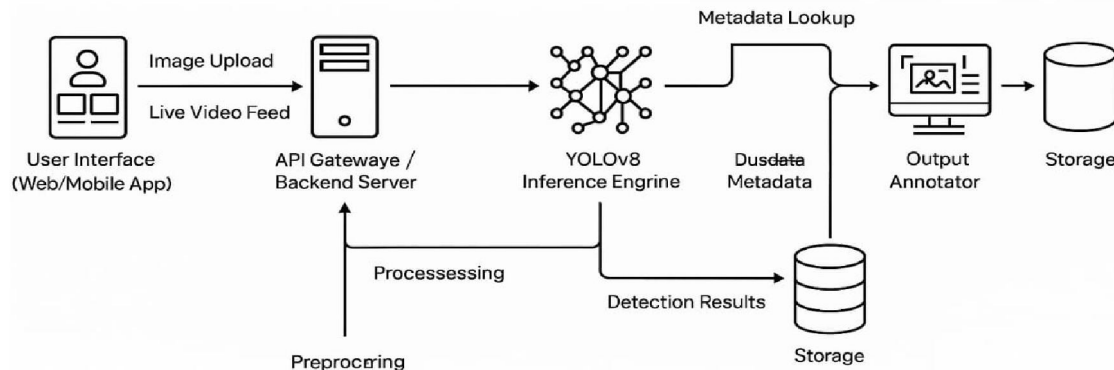 Metadata Lookup
Image Upload
Live Video Feed
User Interface
(Web/Mobile App)
API Gatewaye /
Backend Server
YOLOv8
Inference Engrine
Dusdata
Metadata
Output
Annotator
Storage
Processessing
Detection Results
Storage